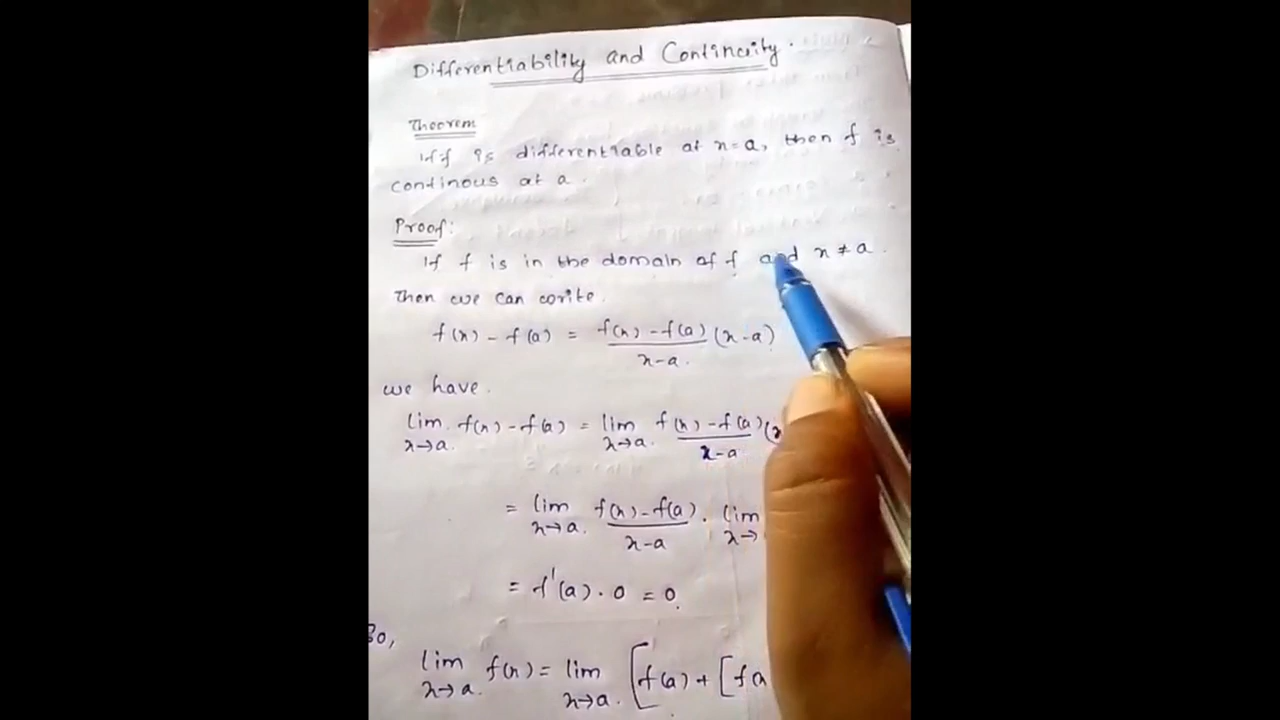 Differentiability and Continuity.
Theorem
If f is differentiable at x = a, then f is
continous at a.
Proof:
If f is in the domain of f and x ≠ a.
Then we can write.
f(x) - f(a) = f(x) - f(a) / x-a. (x-a)
we have.
lim x→a. f(x) - f(a) = lim x→a. f(x) - f(a) / x-a (x
= lim x→a. f(x) - f(a) / x-a . lim x→
= f'(a) . 0 = 0.
So,
lim x→a. f(x) = lim x→a. [f(a) + [f(x